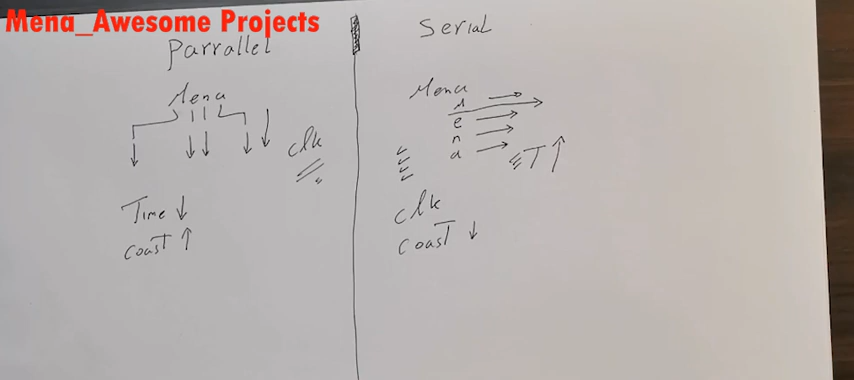 Mena_Awesome Projects
Parrallel
Mena
clk
Time ↓
coast ↑
Serial
Mena
M
e
n
a
T ↑
clk
coast ↓